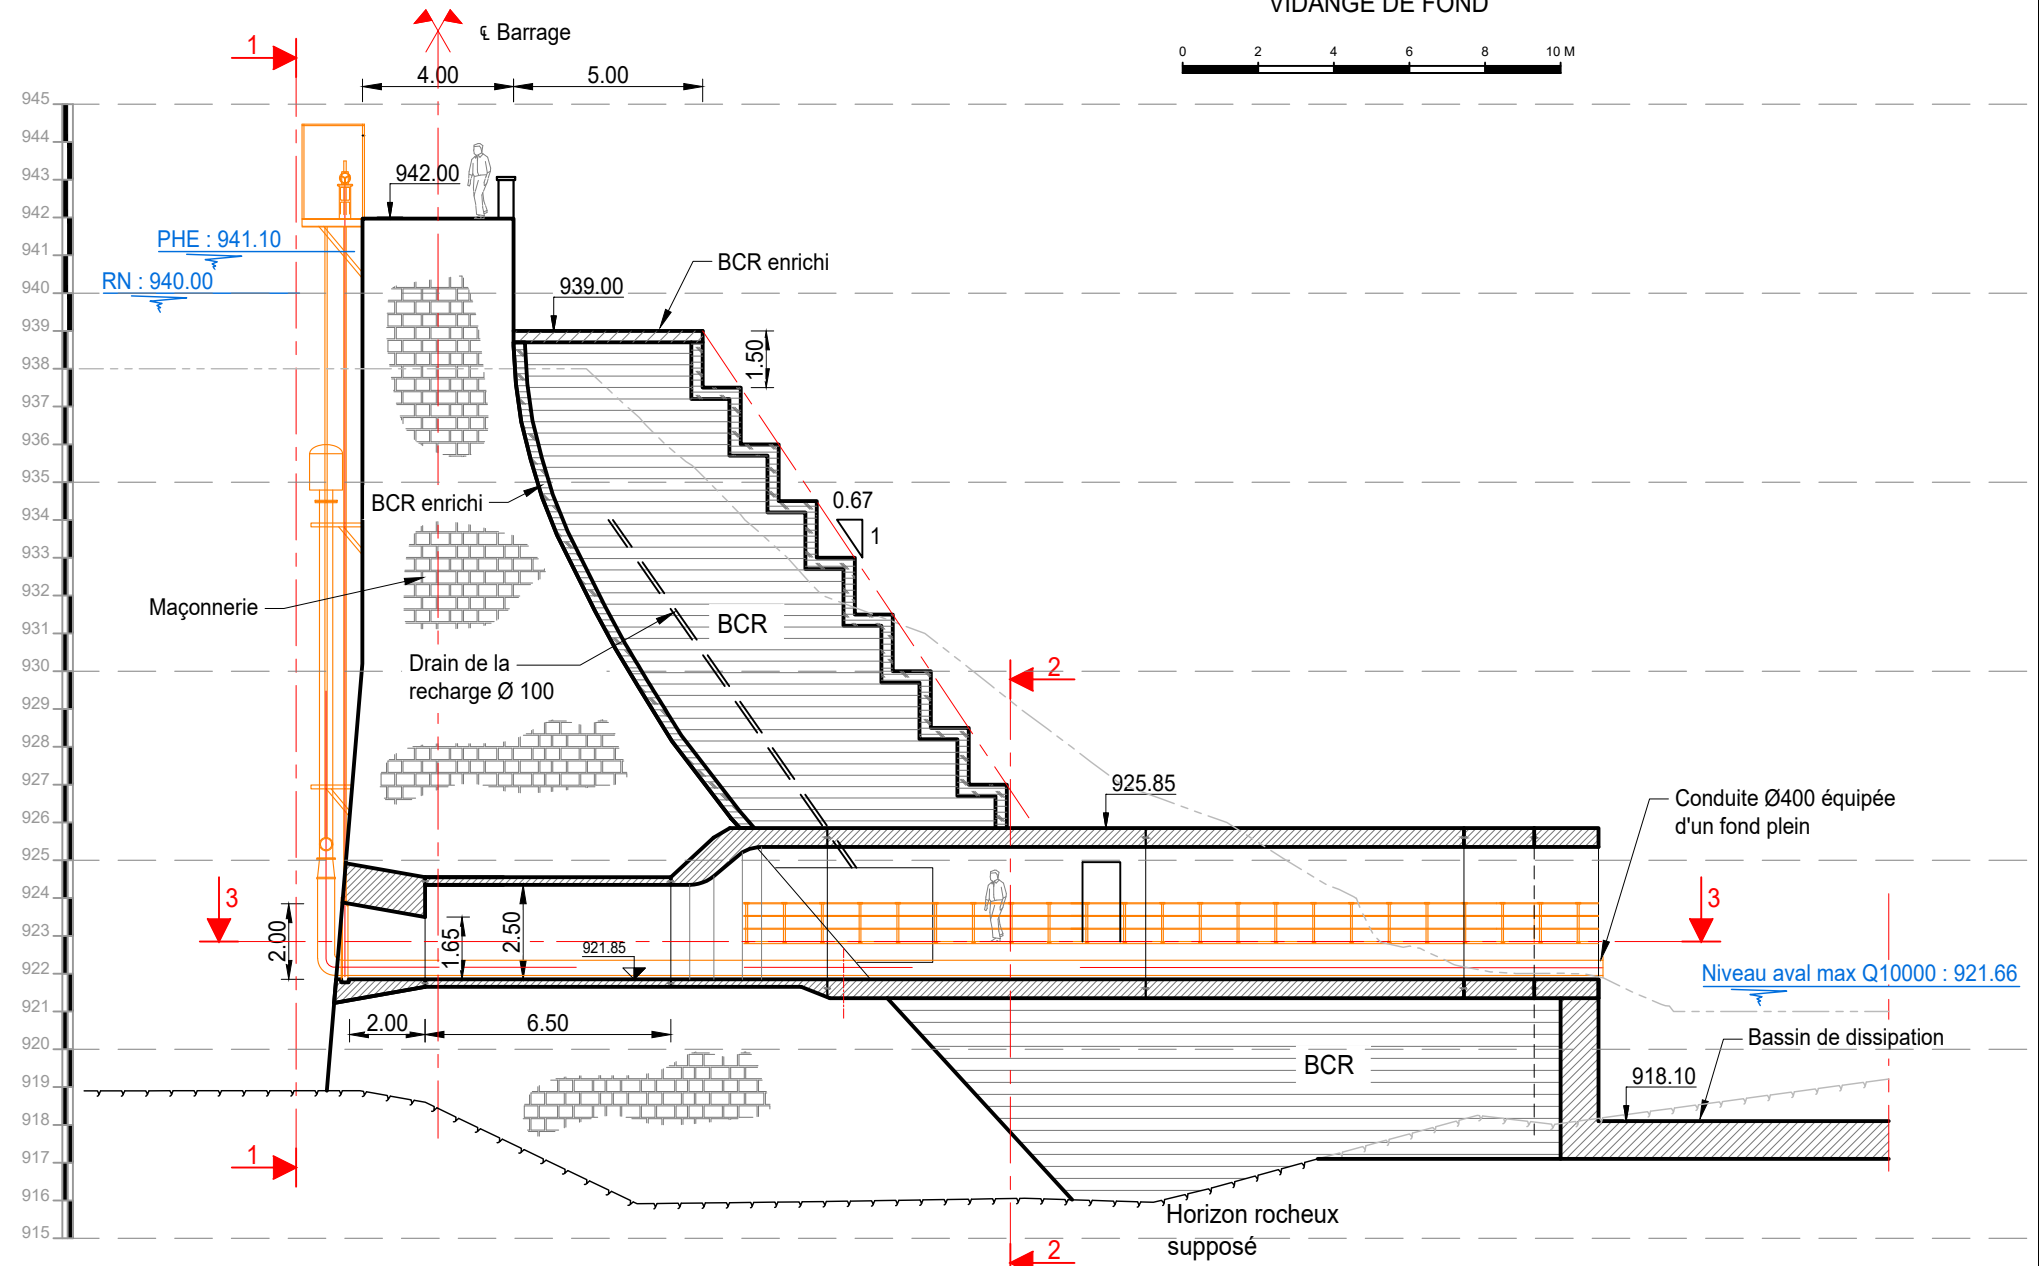 VIDANGE DE FOND
0 2 4 6 8 10 M
1
℄ Barrage
4.00
5.00
945
944
943
942
941
940
939
938
937
936
935
934
933
932
931
930
929
928
927
926
925
924
923
922
921
920
919
918
917
916
915
942.00
PHE : 941.10
RN : 940.00
BCR enrichi
939.00
1.50
0.67
1
BCR enrichi
Maçonnerie
BCR
Drain de la
recharge Ø 100
2
925.85
Conduite Ø400 équipée
d'un fond plein
3
3
2.00
1.65
2.50
921.85
Niveau aval max Q10000 : 921.66
2.00
6.50
Bassin de dissipation
BCR
918.10
1
Horizon rocheux
supposé
2